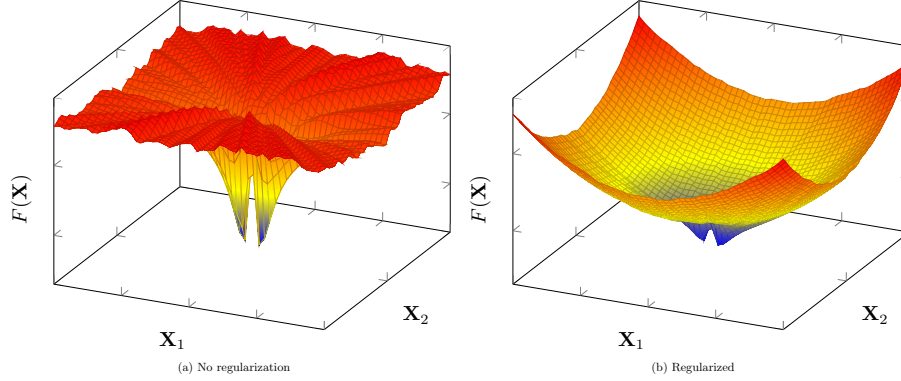 F(X)
X1
X2
(a) No regularization
F(X)
X1
X2
(b) Regularized